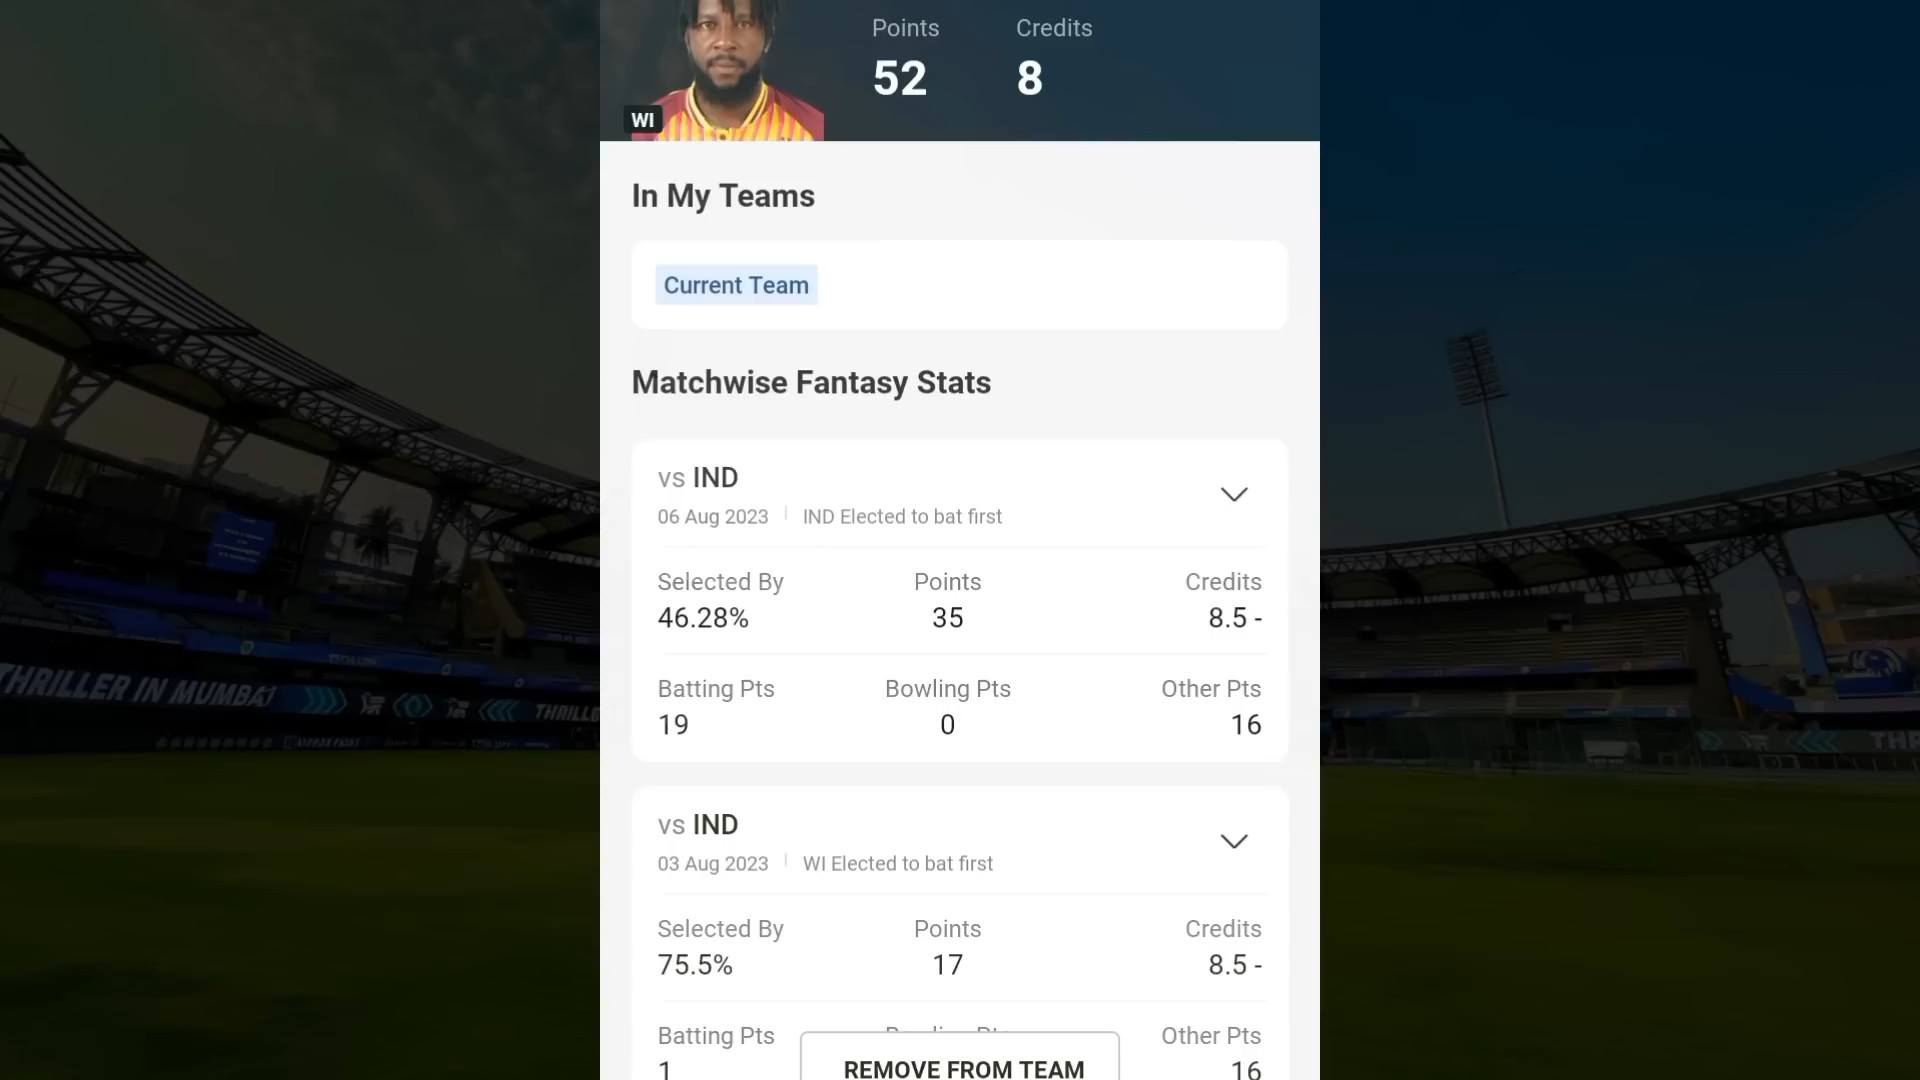 Points Credits
52 8
WI
In My Teams
Current Team
Matchwise Fantasy Stats
vs IND
06 Aug 2023 IND Elected to bat first
Selected By Points Credits
46.28% 35 8.5 -
Batting Pts Bowling Pts Other Pts
19 0 16
vs IND
03 Aug 2023 WI Elected to bat first
Selected By Points Credits
75.5% 17 8.5 -
Batting Pts Other Pts
1 16
REMOVE FROM TEAM
THRILLER IN MUMBAI
THRILL